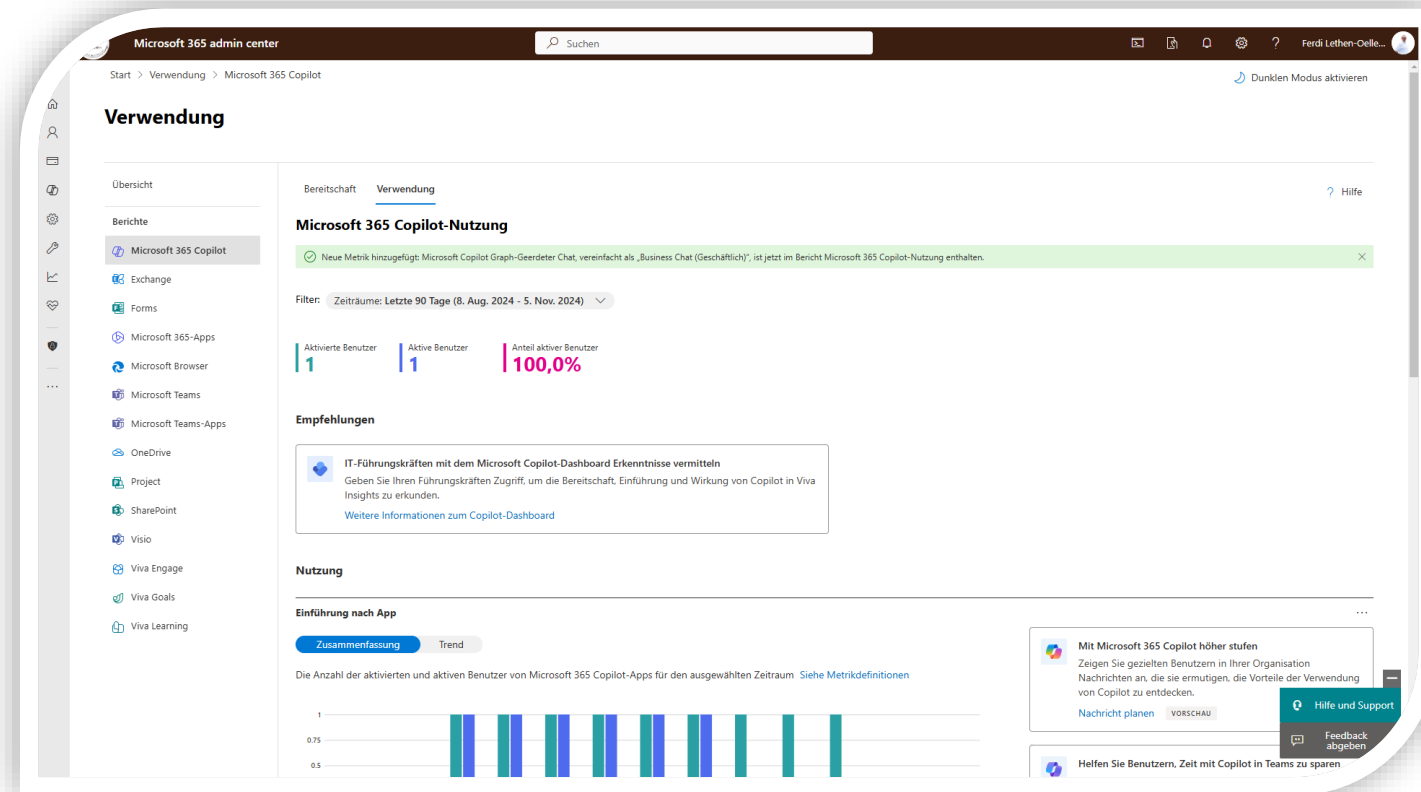 Microsoft 365 admin center
Suchen
Ferdi Lethen-Oelle...
Start > Verwendung > Microsoft 365 Copilot
Dunklen Modus aktivieren
Verwendung
Übersicht
Berichte
Microsoft 365 Copilot
Exchange
Forms
Microsoft 365-Apps
Microsoft Browser
Microsoft Teams
Microsoft Teams-Apps
OneDrive
Project
SharePoint
Visio
Viva Engage
Viva Goals
Viva Learning
Bereitschaft
Verwendung
? Hilfe
Microsoft 365 Copilot-Nutzung
Neue Metrik hinzugefügt: Microsoft Copilot Graph-Geerdeter Chat, vereinfacht als „Business Chat (Geschäftlich)", ist jetzt im Bericht Microsoft 365 Copilot-Nutzung enthalten.
Filter: Zeiträume: Letzte 90 Tage (8. Aug. 2024 - 5. Nov. 2024)
Aktivierte Benutzer
1
Aktive Benutzer
1
Anteil aktiver Benutzer
100,0%
Empfehlungen
IT-Führungskräften mit dem Microsoft Copilot-Dashboard Erkenntnisse vermitteln
Geben Sie Ihren Führungskräften Zugriff, um die Bereitschaft, Einführung und Wirkung von Copilot in Viva
Insights zu erkunden.
Weitere Informationen zum Copilot-Dashboard
Nutzung
Einführung nach App
Zusammenfassung
Trend
Die Anzahl der aktivierten und aktiven Benutzer von Microsoft 365 Copilot-Apps für den ausgewählten Zeitraum Siehe Metrikdefinitionen
1
0.75
0.5
Mit Microsoft 365 Copilot höher stufen
Zeigen Sie gezielten Benutzern in Ihrer Organisation
Nachrichten an, die sie ermutigen, die Vorteile der Verwendung
von Copilot zu entdecken.
Nachricht planen VORSCHAU
Hilfe und Support
Feedback
abgeben
Helfen Sie Benutzern, Zeit mit Copilot in Teams zu sparen